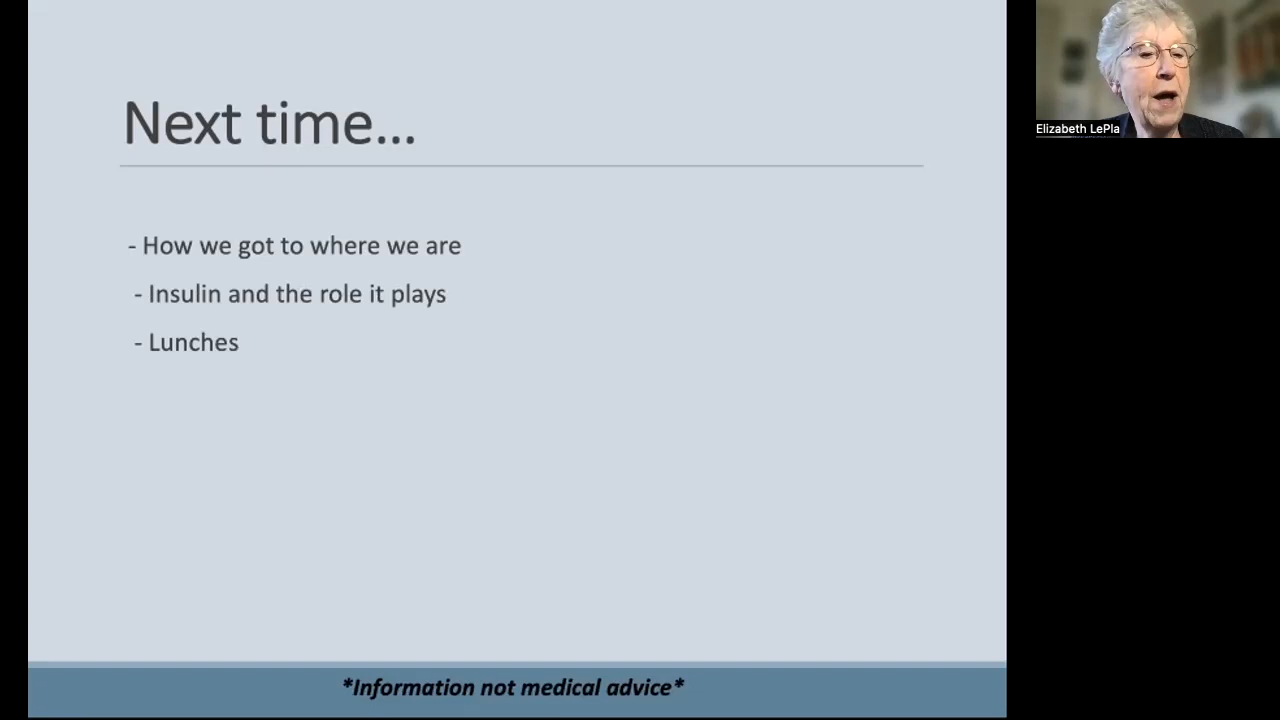 Next time...
- How we got to where we are
- Insulin and the role it plays
- Lunches
*Information not medical advice*
Elizabeth LePla